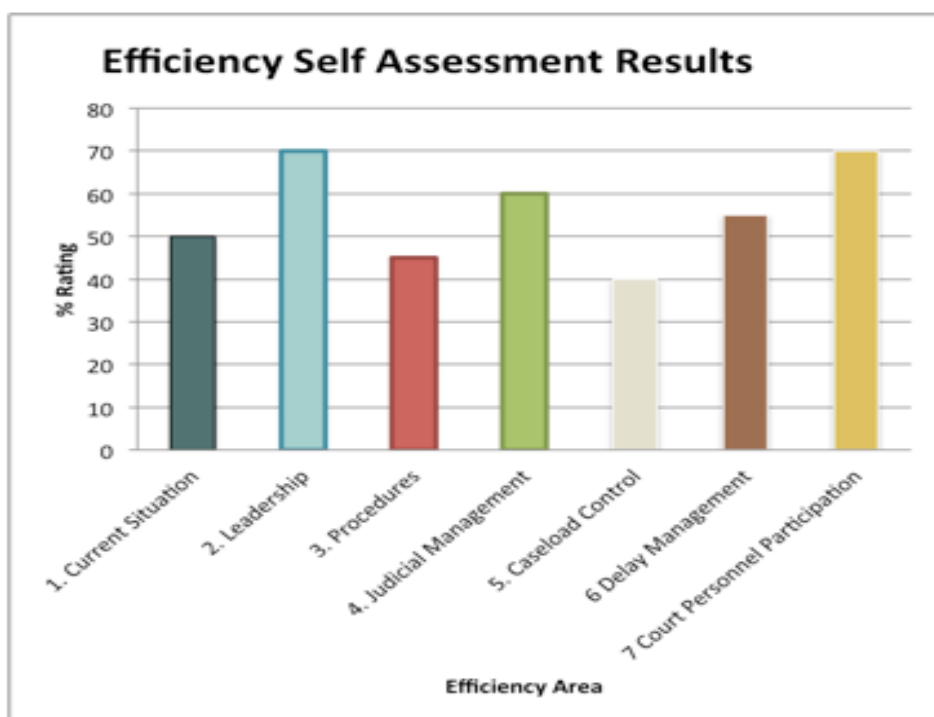 Efficiency Self Assessment Results
80
70
60
50
40
30
20
10
0
% Rating
1. Current Situation
2. Leadership
3. Procedures
4. Judicial Management
5. Caseload Control
6 Delay Management
7 Court Personnel Participation
Efficiency Area